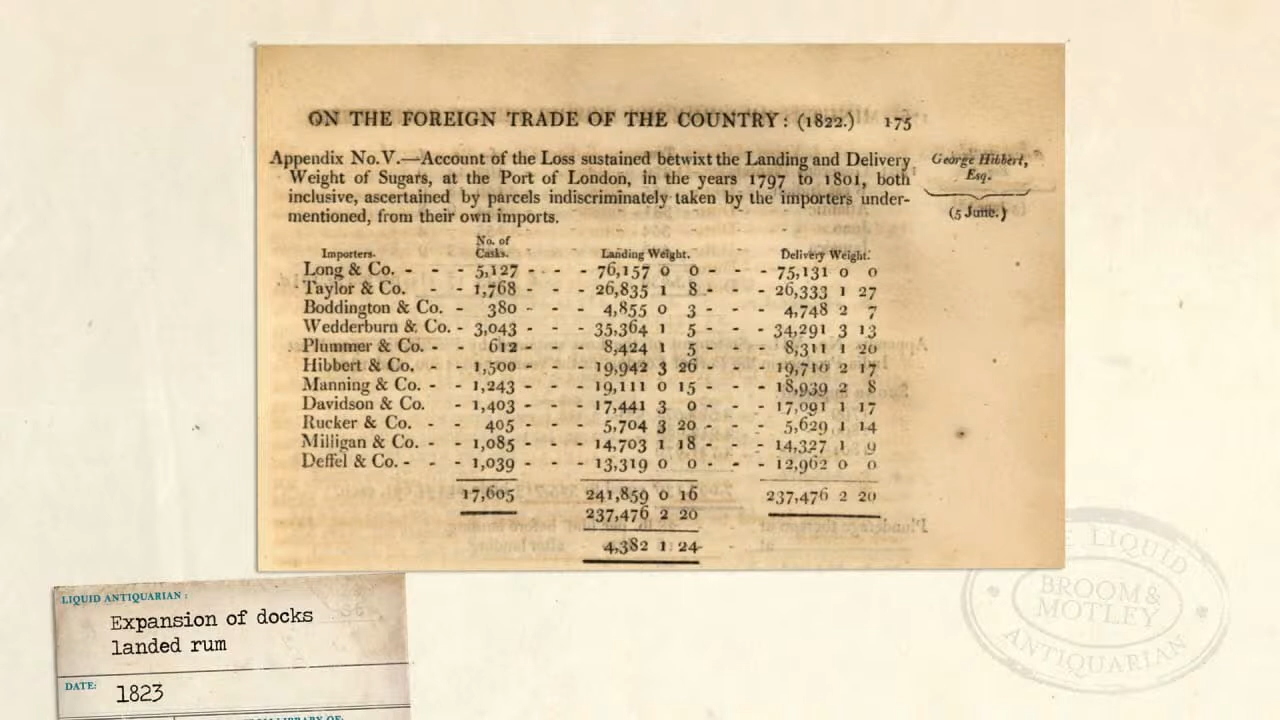 ON THE FOREIGN TRADE OF THE COUNTRY: (1822.) 175
Appendix No. V.—Account of the Loss sustained betwixt the Landing and Delivery
Weight of Sugars, at the Port of London, in the years 1797 to 1801, both
inclusive, ascertained by parcels indiscriminately taken by the importers under-
mentioned, from their own imports.
George Hibbert,
Esq.
(5 June.)
Importers. No. of Casks. Landing Weight. Delivery Weight.
Long & Co. - - - 5,127 - - - - 76,157 0 0 - - - - 75,131 0 0
Taylor & Co. - - - 1,768 - - - - 26,835 1 8 - - - - 26,333 1 27
Boddington & Co. - 380 - - - - 4,855 0 3 - - - - 4,748 2 7
Wedderburn & Co. - 3,043 - - - - 35,364 1 5 - - - - 34,291 3 13
Plummer & Co. - - 612 - - - - 8,424 1 5 - - - - 8,311 1 20
Hibbert & Co. - - 1,500 - - - - 19,942 3 26 - - - - 19,710 2 17
Manning & Co. - - 1,243 - - - - 19,111 0 15 - - - - 18,939 2 8
Davidson & Co. - 1,403 - - - - 17,441 3 0 - - - - 17,091 1 17
Rucker & Co. - - 405 - - - - 5,704 3 20 - - - - 5,629 1 14
Milligan & Co. - - 1,085 - - - - 14,703 1 18 - - - - 14,327 1 9
Deffel & Co. - - - 1,039 - - - - 13,319 0 0 - - - - 12,962 0 0
17,605 241,859 0 16 237,476 2 20
237,476 2 20
4,382 1 24
LIQUID ANTIQUARIAN :
Expansion of docks
landed rum
DATE: 1823
LIQUID
BROOM &
MOTLEY
ANTIQUARIAN